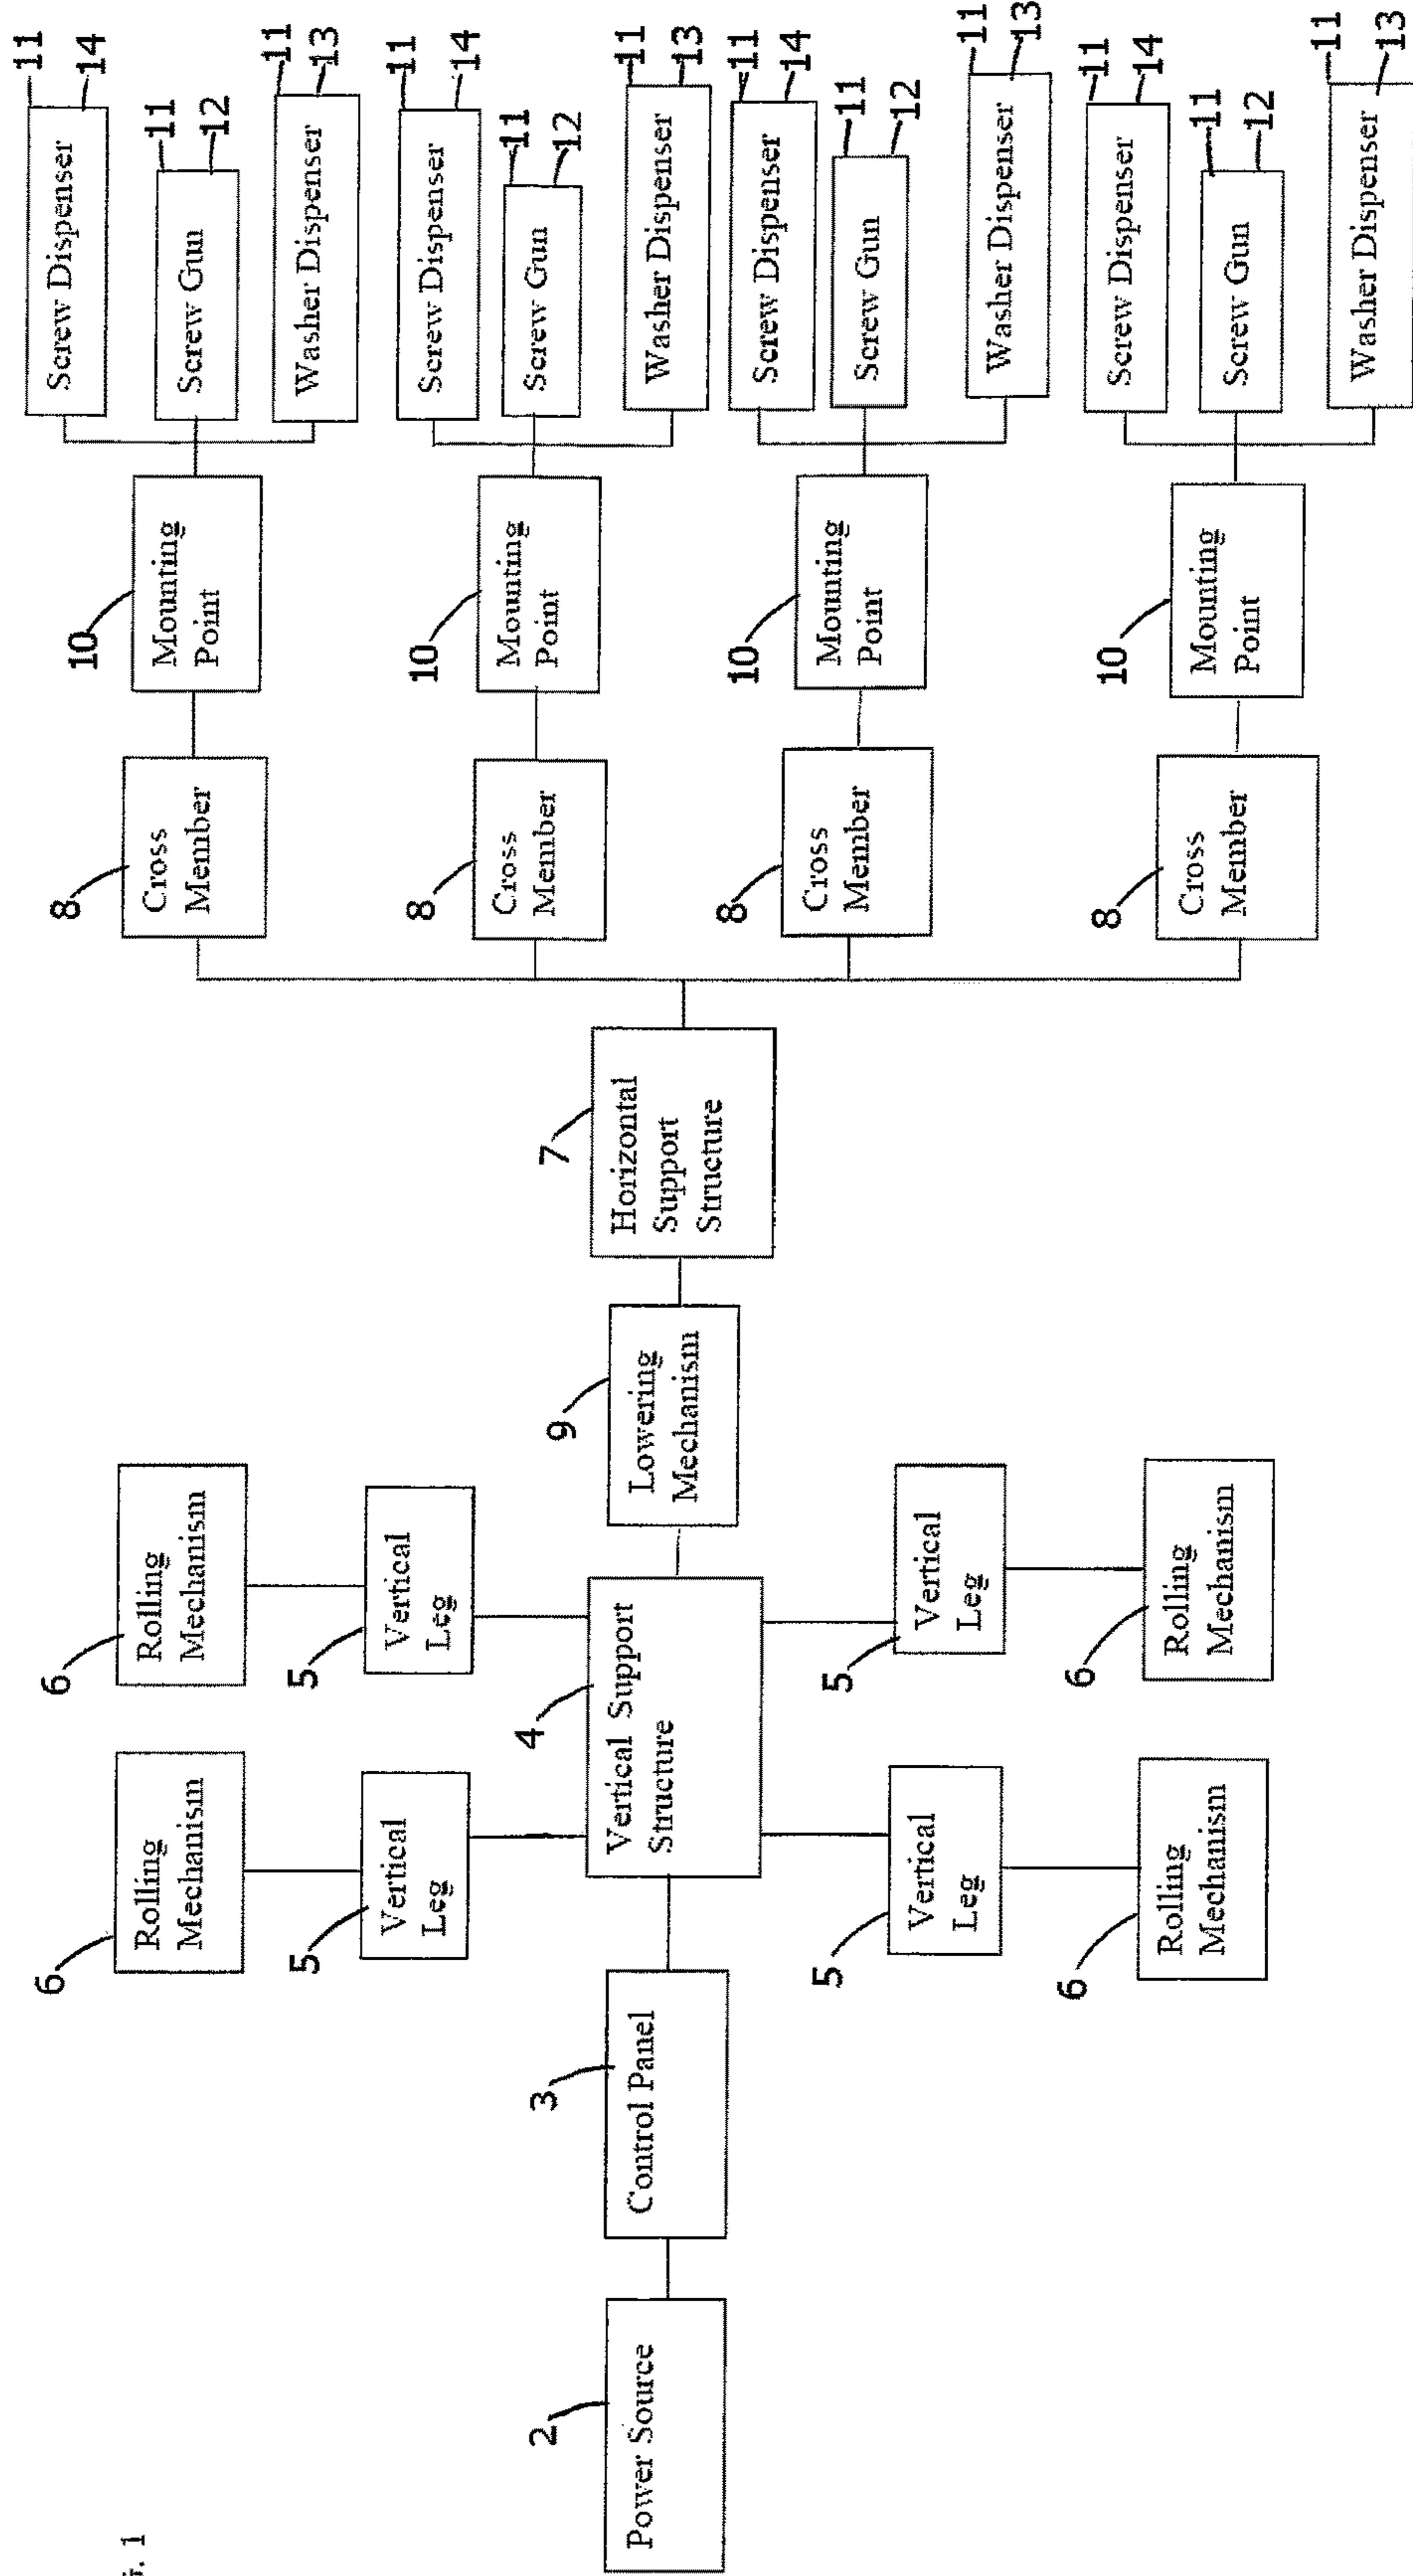 1
2
Power Source
3
Control Panel
6
Rolling
Mechanism
5
Vertical
Leg
6
Rolling
Mechanism
5
Vertical
Leg
4
Vertical Support
Structure
5
Vertical
Leg
6
Rolling
Mechanism
5
Vertical
Leg
6
Rolling
Mechanism
9
Lowering
Mechanism
7
Horizontal
Support
Structure
8
Cross
Member
10
Mounting
Point
Screw Dispenser
11
14
Screw Gun
11
12
Washer Dispenser
11
13
8
Cross
Member
10
Mounting
Point
Screw Dispenser
11
14
Screw Gun
11
12
Washer Dispenser
11
13
8
Cross
Member
10
Mounting
Point
Screw Dispenser
11
14
Screw Gun
11
12
Washer Dispenser
11
13
8
Cross
Member
10
Mounting
Point
Screw Dispenser
11
14
Screw Gun
11
12
Washer Dispenser
11
13